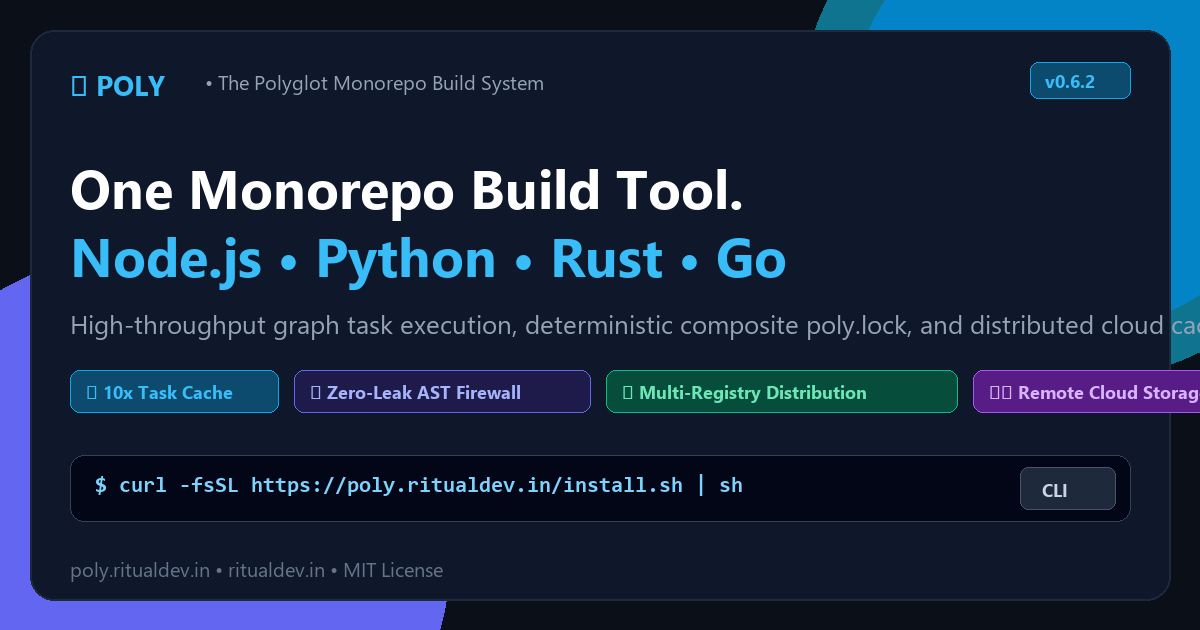 POLY • The Polyglot Monorepo Build System v0.6.2
One Monorepo Build Tool.
Node.js • Python • Rust • Go
High-throughput graph task execution, deterministic composite poly.lock, and distributed cloud
10x Task Cache Zero-Leak AST Firewall Multi-Registry Distribution Remote Cloud Storag
$ curl -fsSL https://poly.ritualdev.in/install.sh | sh CLI
poly.ritualdev.in • ritualdev.in • MIT License